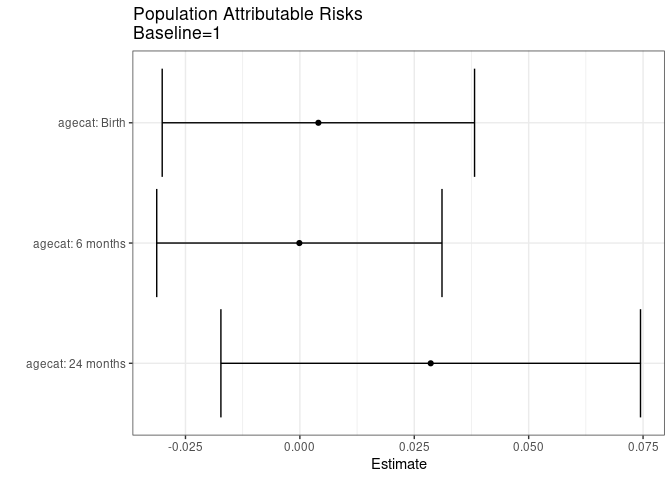 Population Attributable Risks
Baseline=1
agecat: Birth
agecat: 6 months
agecat: 24 months
-0.025 0.000 0.025 0.050 0.075
Estimate